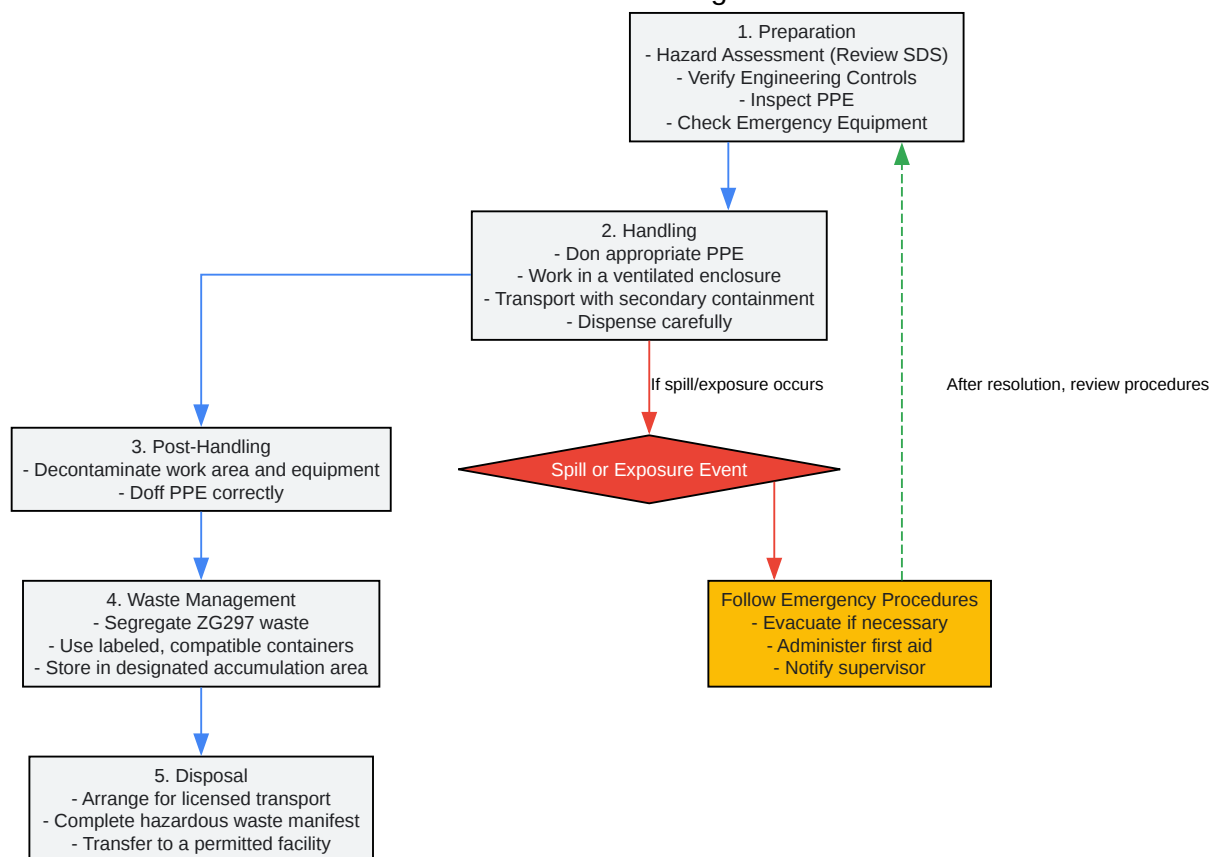 1. Preparation
- Hazard Assessment (Review SDS)
- Verify Engineering Controls
- Inspect PPE
- Check Emergency Equipment
2. Handling
- Don appropriate PPE
- Work in a ventilated enclosure
- Transport with secondary containment
- Dispense carefully
If spill/exposure occurs
After resolution, review procedures
3. Post-Handling
- Decontaminate work area and equipment
- Doff PPE correctly
Spill or Exposure Event
4. Waste Management
- Segregate ZG297 waste
- Use labeled, compatible containers
- Store in designated accumulation area
Follow Emergency Procedures
- Evacuate if necessary
- Administer first aid
- Notify supervisor
5. Disposal
- Arrange for licensed transport
- Complete hazardous waste manifest
- Transfer to a permitted facility